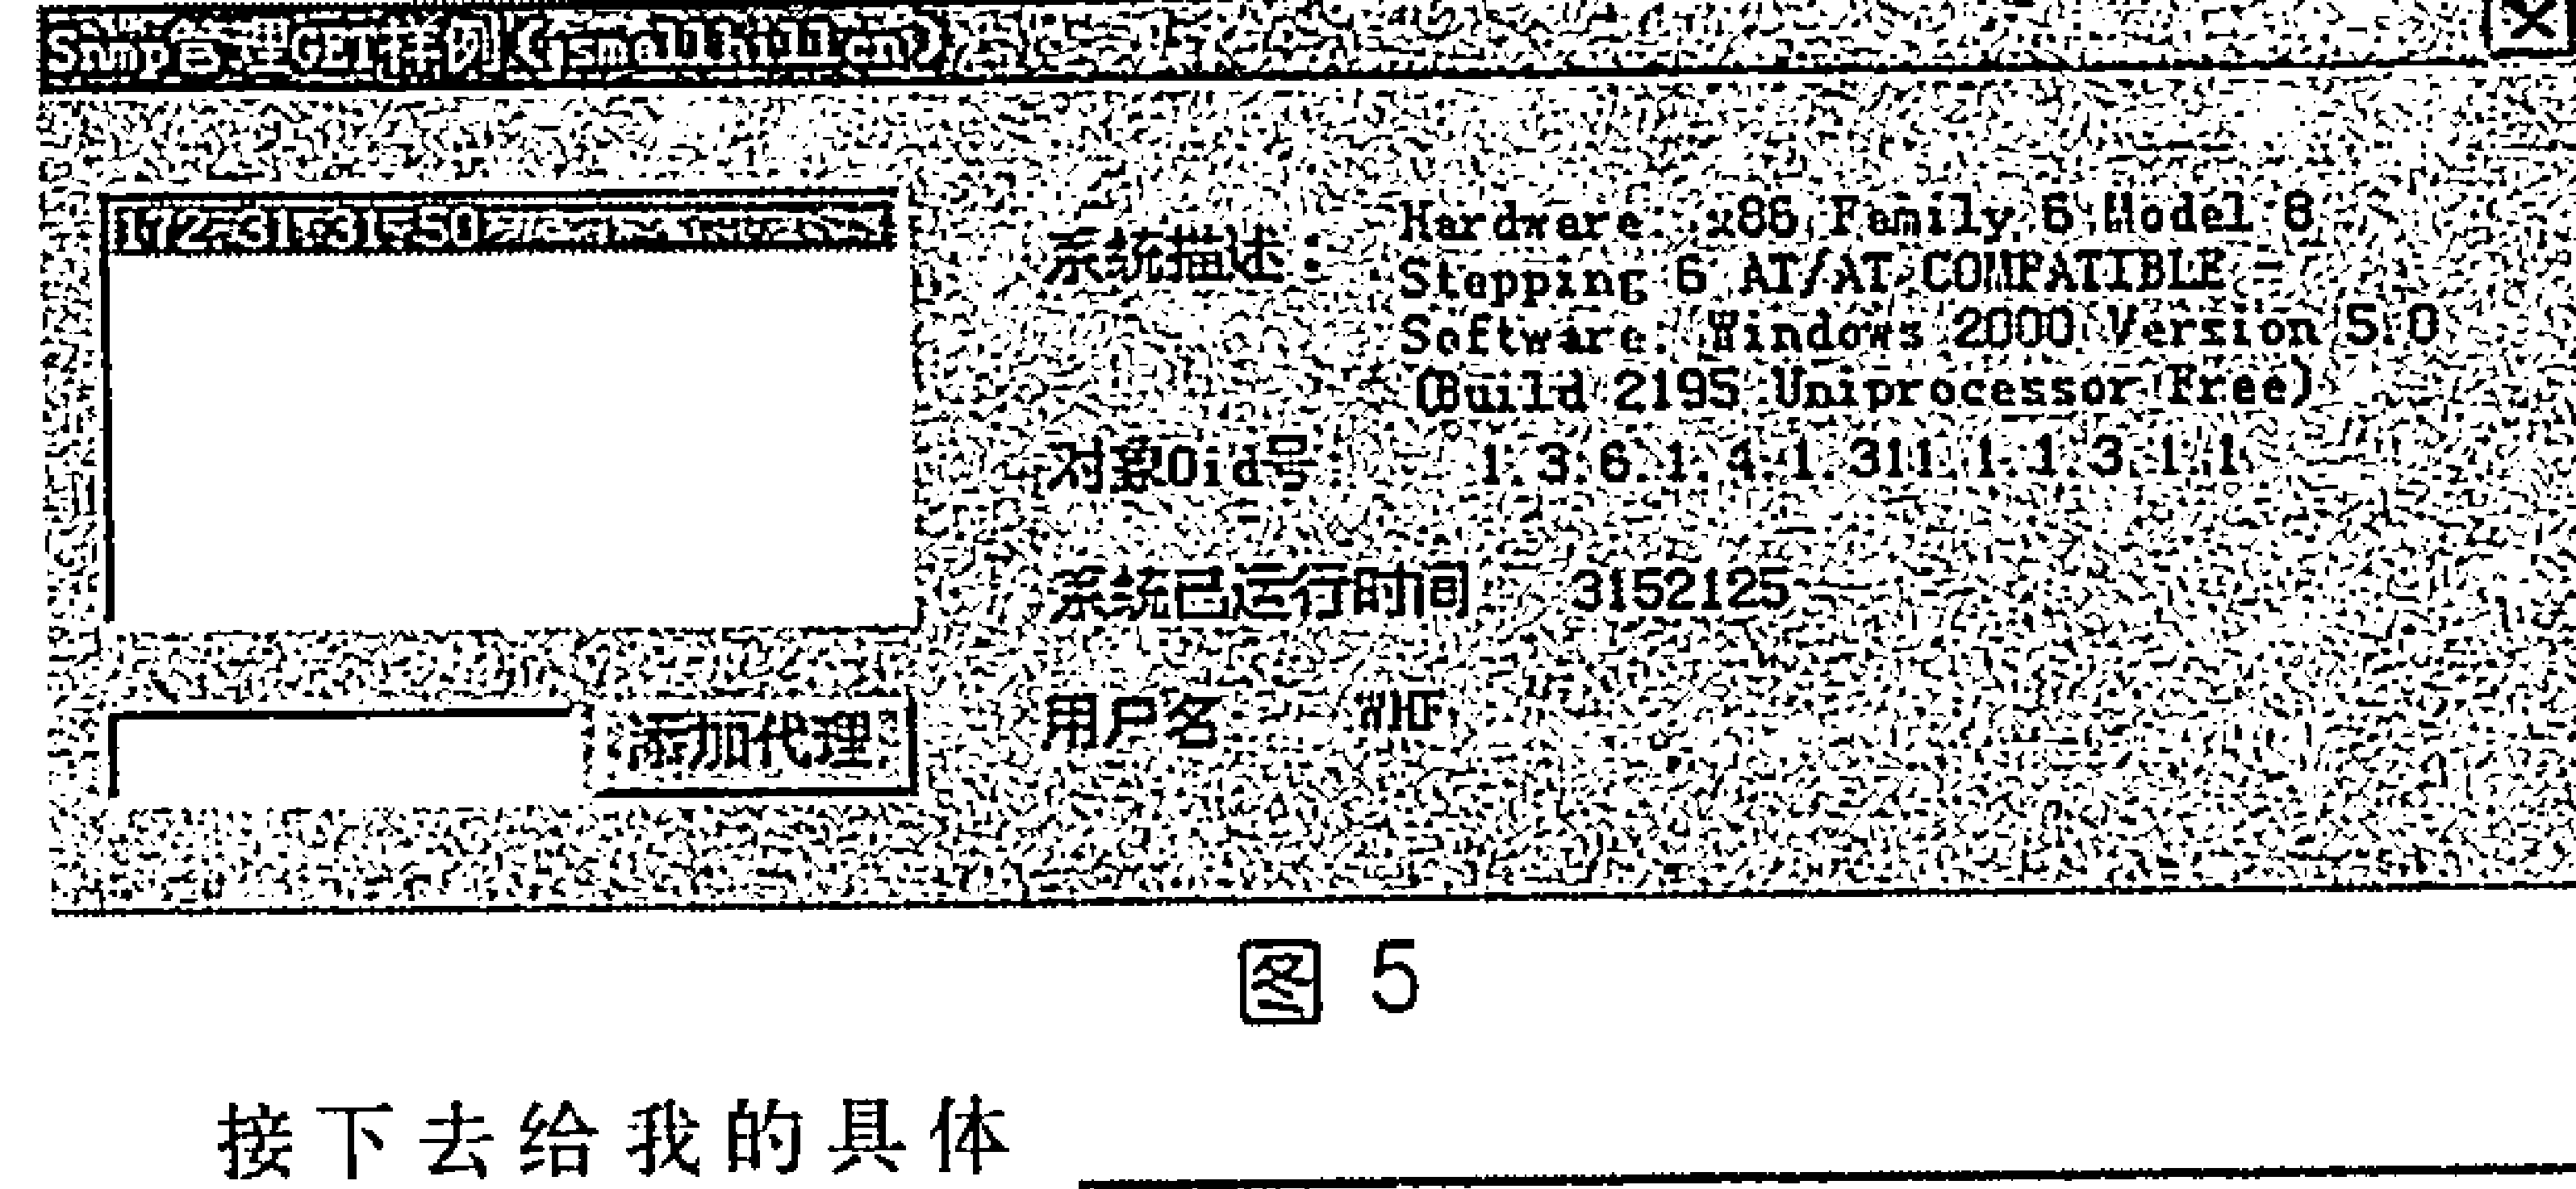 Snmp管理GET样例(jsmallhillcn)
172.31.31.50
系统描述:
Hardware: x86 Family 6 Model 8
Stepping 6 AT/AT COMPATIBLE
Software: Windows 2000 Version 5.0
(Build 2195 Uniprocessor Free)
对象Oid号: 1.3.6.1.4.1.311.1.1.3.1.1
系统已运行时间 3152125
用户名 WHF
添加代理
图 5
接下去给我的具体